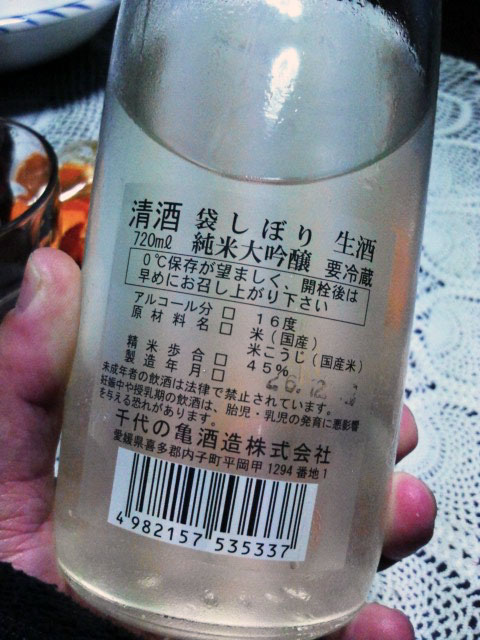 清酒 袋しぼり 生酒
720mℓ 純米大吟醸 要冷蔵
0℃保存が望ましく、開栓後は
早めにお召し上がり下さい
アルコール分□ 16度
原材料名□ 米(国産)
米こうじ(国産米)
精米歩合□ 45%
製造年月□ 26.12
未成年者の飲酒は法律で禁止されています。
妊娠中や授乳期の飲酒は、胎児・乳児の発育に悪影響
を与える恐れがあります。
千代の亀酒造株式会社
愛媛県喜多郡内子町平岡甲1294番地1
4 982157 535337